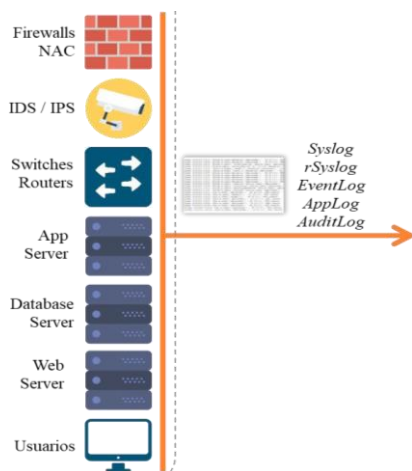 Firewalls
NAC
IDS / IPS
Switches
Routers
App
Server
Database
Server
Web
Server
Usuarios
Syslog
rSyslog
EventLog
AppLog
AuditLog